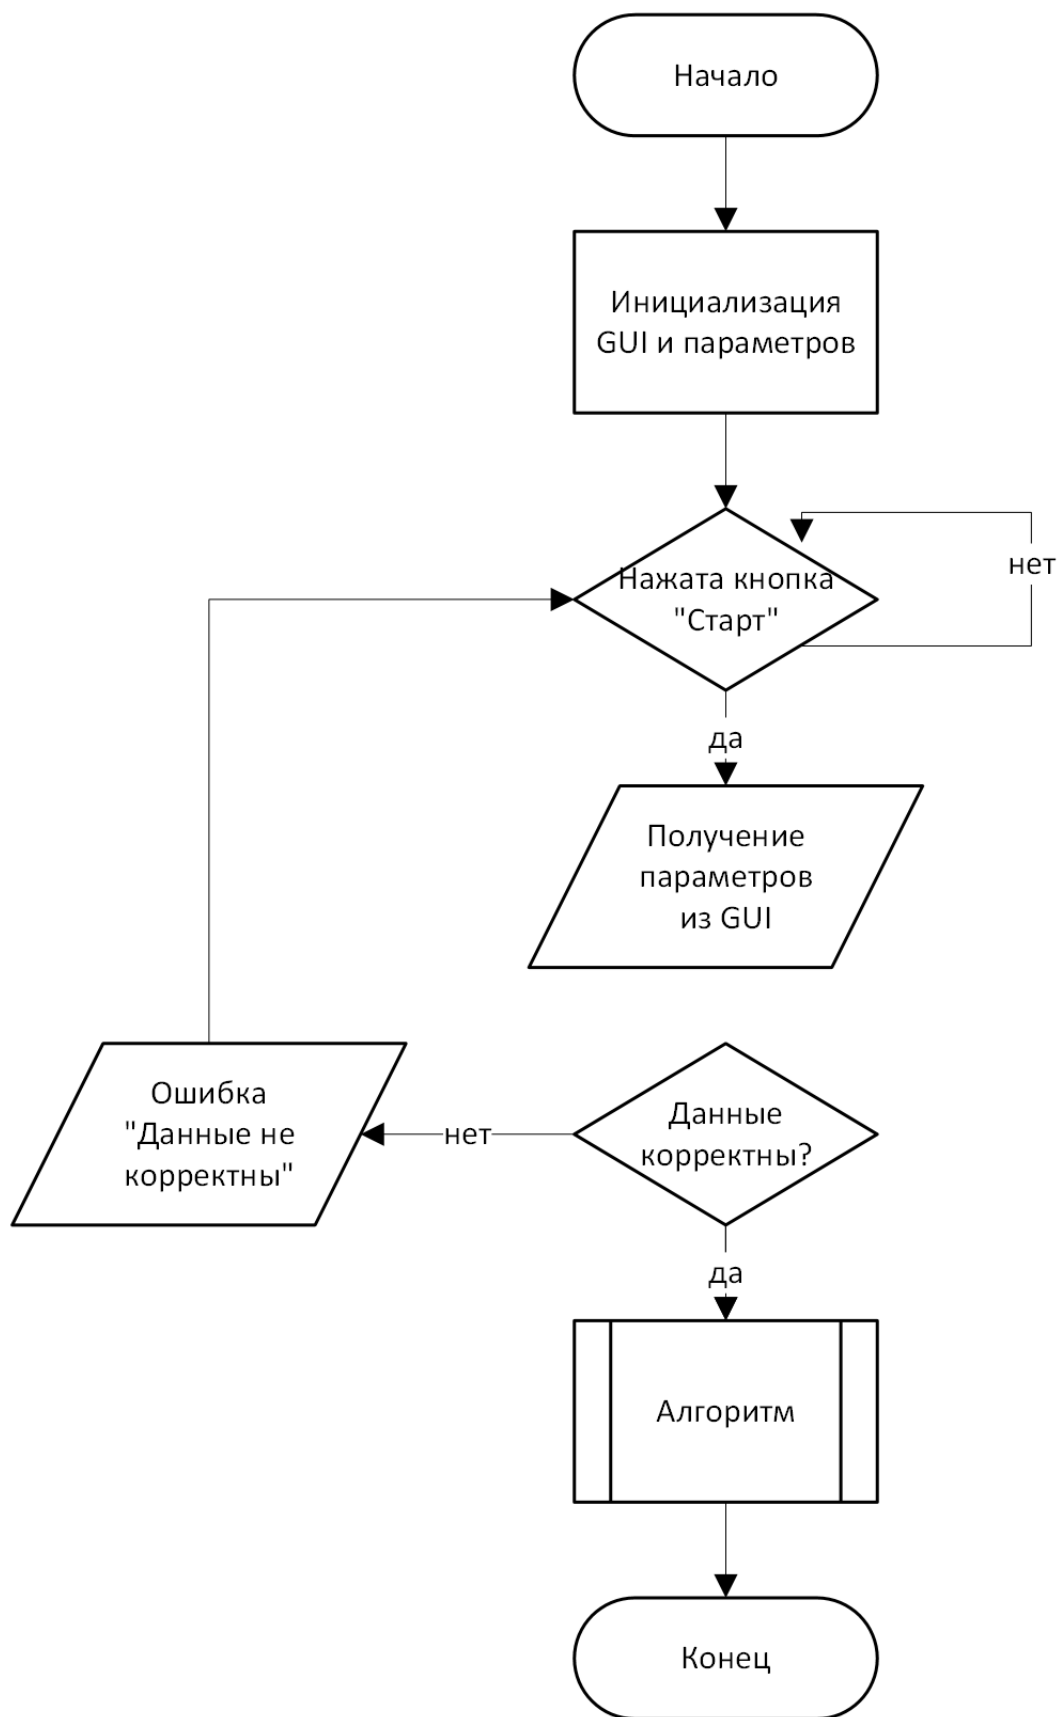 Начало
Инициализация
GUI и параметров
Нажата кнопка
"Старт"
нет
да
Получение
параметров
из GUI
Ошибка
"Данные не
корректны"
нет
Данные
корректны?
да
Алгоритм
Конец